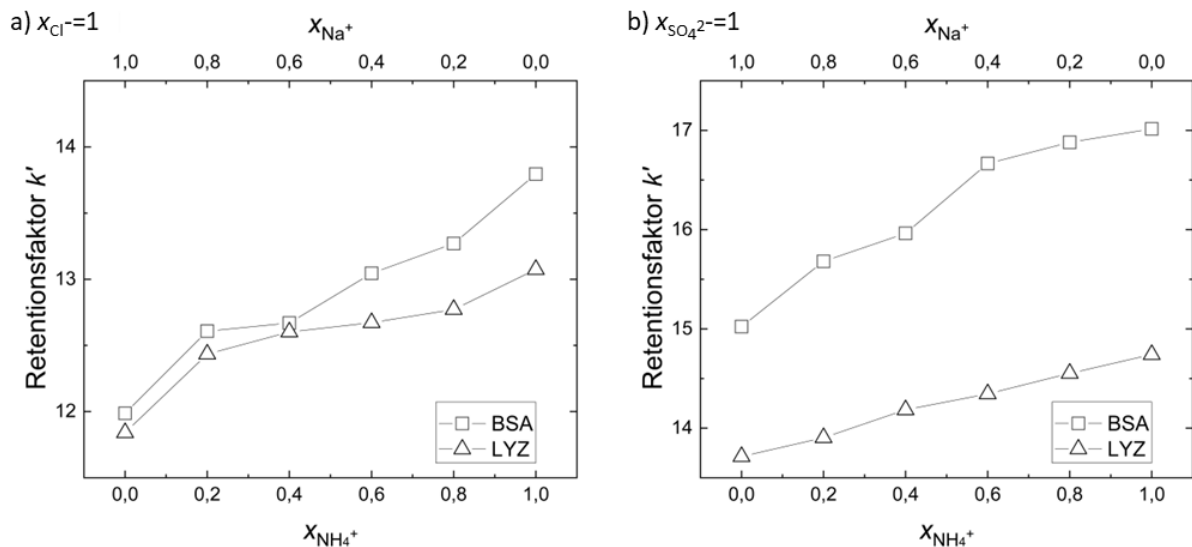 a) xCl-=1
xNa+
1,0 0,8 0,6 0,4 0,2 0,0
14
13
12
Retentionsfaktor k'
BSA
LYZ
0,0 0,2 0,4 0,6 0,8 1,0
xNH4+
b) xSO42-=1
xNa+
1,0 0,8 0,6 0,4 0,2 0,0
17
16
15
14
Retentionsfaktor k'
BSA
LYZ
0,0 0,2 0,4 0,6 0,8 1,0
xNH4+